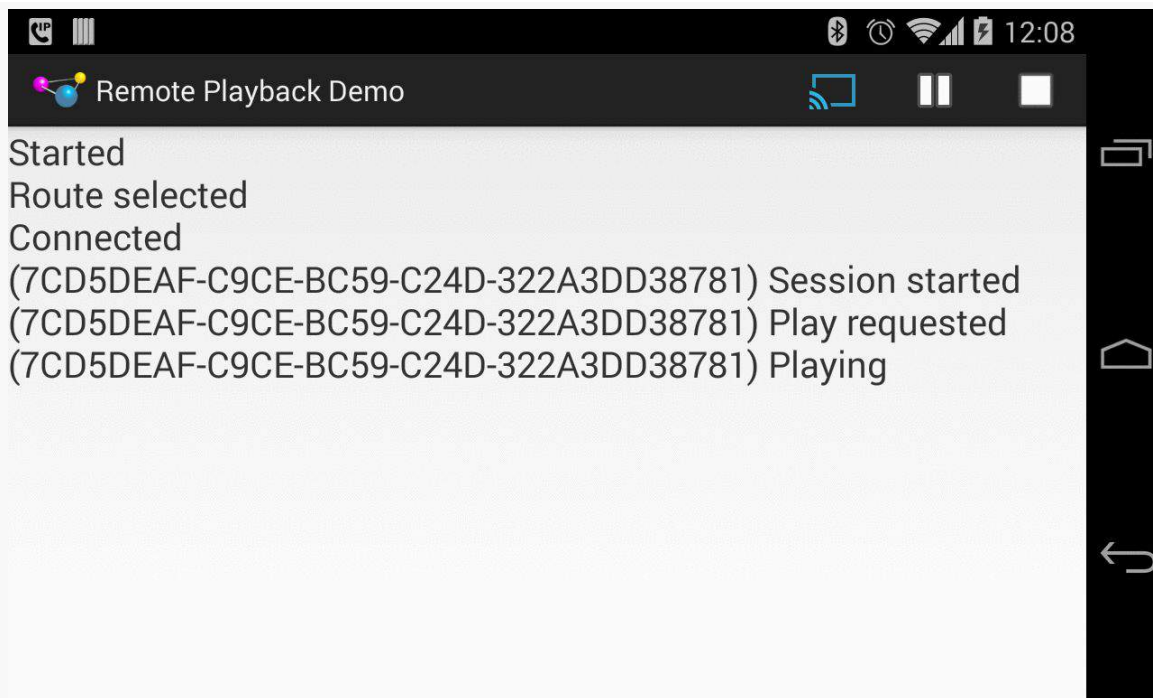 12:08
Remote Playback Demo
Started
Route selected
Connected
(7CD5DEAF-C9CE-BC59-C24D-322A3DD38781) Session started
(7CD5DEAF-C9CE-BC59-C24D-322A3DD38781) Play requested
(7CD5DEAF-C9CE-BC59-C24D-322A3DD38781) Playing